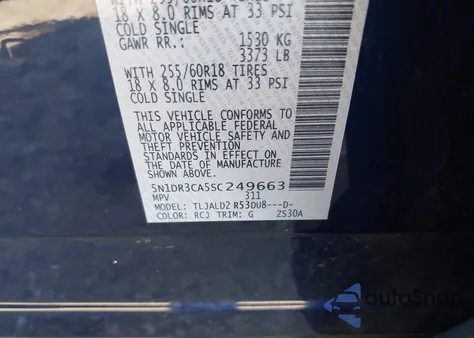 18 X 8.0 RIMS AT 33 PSI
COLD SINGLE
GAWR RR.: 1530 KG
3373 LB
WITH 255/60R18 TIRES
18 X 8.0 RIMS AT 33 PSI
COLD SINGLE
THIS VEHICLE CONFORMS TO
ALL APPLICABLE FEDERAL
MOTOR VEHICLE SAFETY AND
THEFT PREVENTION
STANDARDS IN EFFECT ON
THE DATE OF MANUFACTURE
SHOWN ABOVE.
5N1DR3CA5SC249663
MPV 311
MODEL: TLJALD2 R53DU8---D-
COLOR: RCJ TRIM: G ZS30A
autoSnap